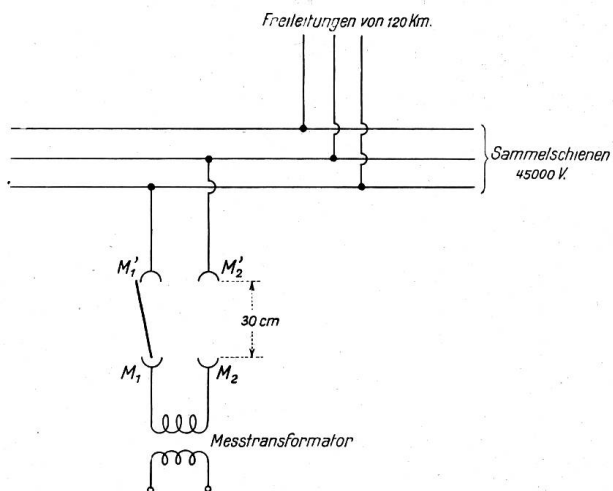 Freileitungen von 120 Km.
Sammelschienen
45000 V.
M₁' M₂'
30 cm
M₁ M₂
Messtransformator